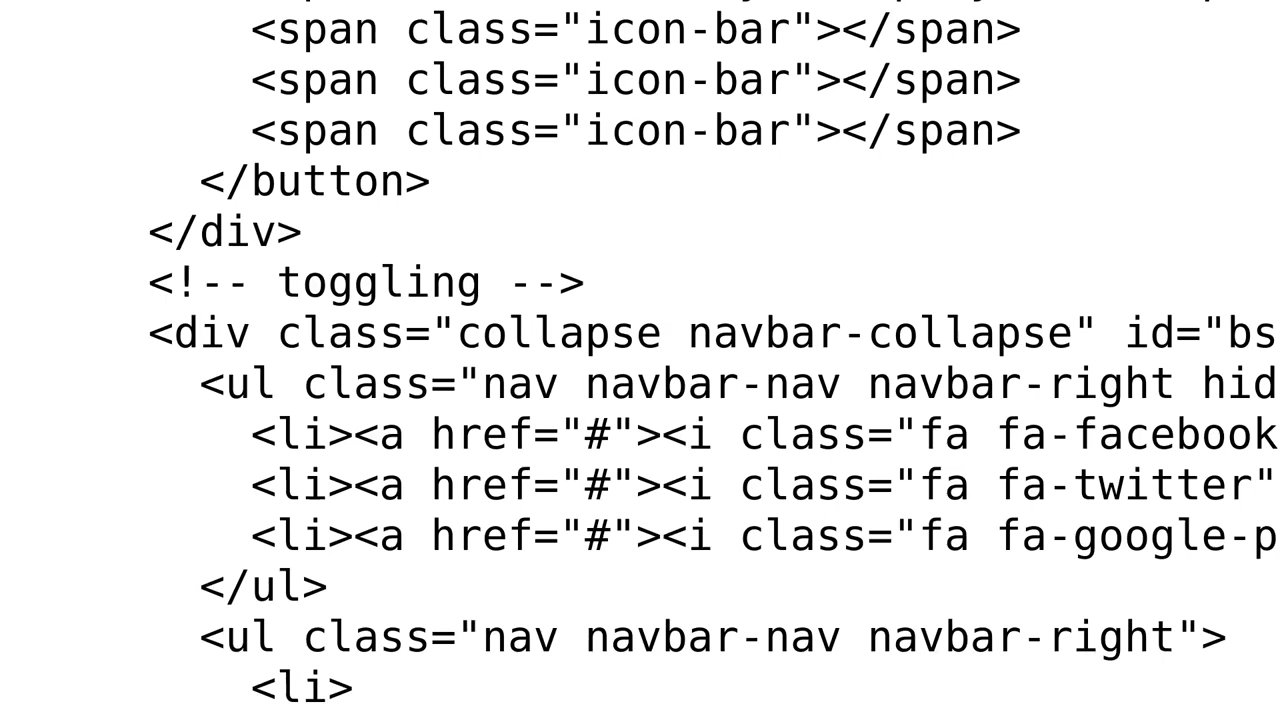 <span class="icon-bar"></span>
<span class="icon-bar"></span>
<span class="icon-bar"></span>
</button>
</div>
<!-- toggling -->
<div class="collapse navbar-collapse" id="bs
<ul class="nav navbar-nav navbar-right hid
<li><a href="#"><i class="fa fa-facebook
<li><a href="#"><i class="fa fa-twitter"
<li><a href="#"><i class="fa fa-google-p
</ul>
<ul class="nav navbar-nav navbar-right">
<li>